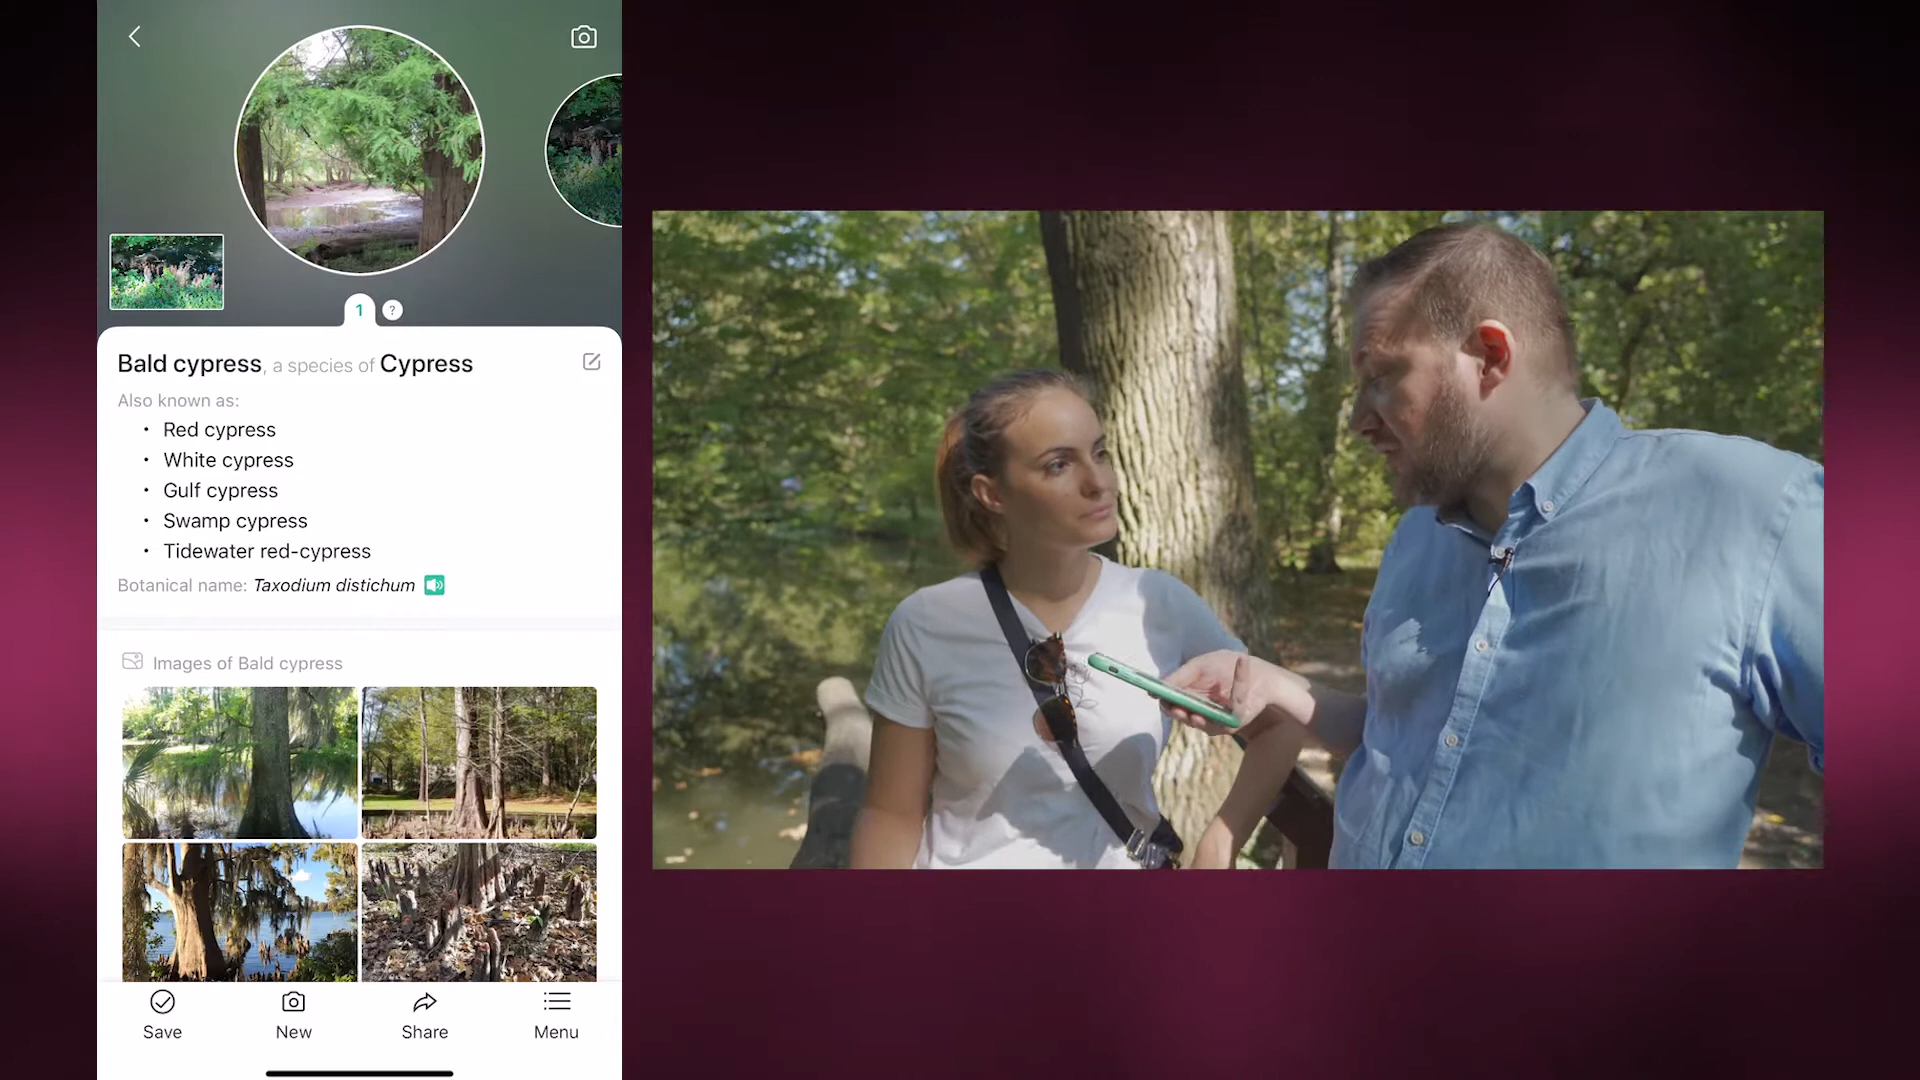 1 ?
Bald cypress, a species of Cypress
Also known as:
• Red cypress
• White cypress
• Gulf cypress
• Swamp cypress
• Tidewater red-cypress
Botanical name: Taxodium distichum
Images of Bald cypress
Save New Share Menu